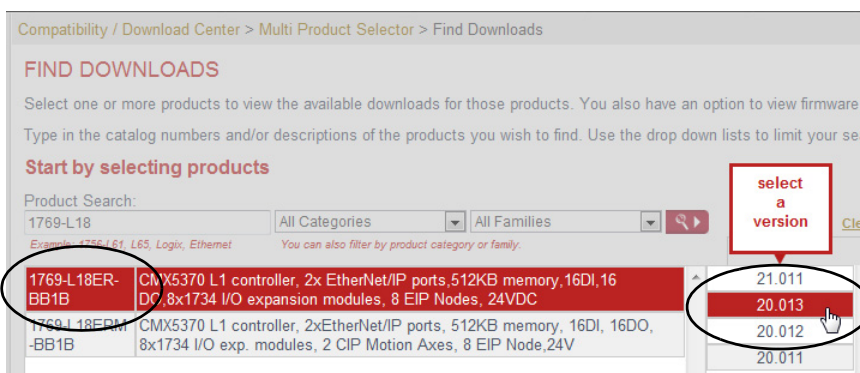 Compatibility / Download Center > Multi Product Selector > Find Downloads
FIND DOWNLOADS
Select one or more products to view the available downloads for those products. You also have an option to view firmware
Type in the catalog numbers and/or descriptions of the products you wish to find. Use the drop down lists to limit your
Start by selecting products
Product Search:
1769-L18
All Categories
All Families
Example: 1756-L61, L65, Logix, Ethernet
You can also filter by product category or family.
select
a
version
1769-L18ER-
BB1B
CMX5370 L1 controller, 2x EtherNet/IP ports,512KB memory,16DI,16
DO,8x1734 I/O expansion modules, 8 EIP Nodes, 24VDC
1769-L18ERM
-BB1B
CMX5370 L1 controller, 2xEtherNet/IP ports, 512KB memory, 16DI, 16DO,
8x1734 I/O exp. modules, 2 CIP Motion Axes, 8 EIP Node,24V
21.011
20.013
20.012
20.011